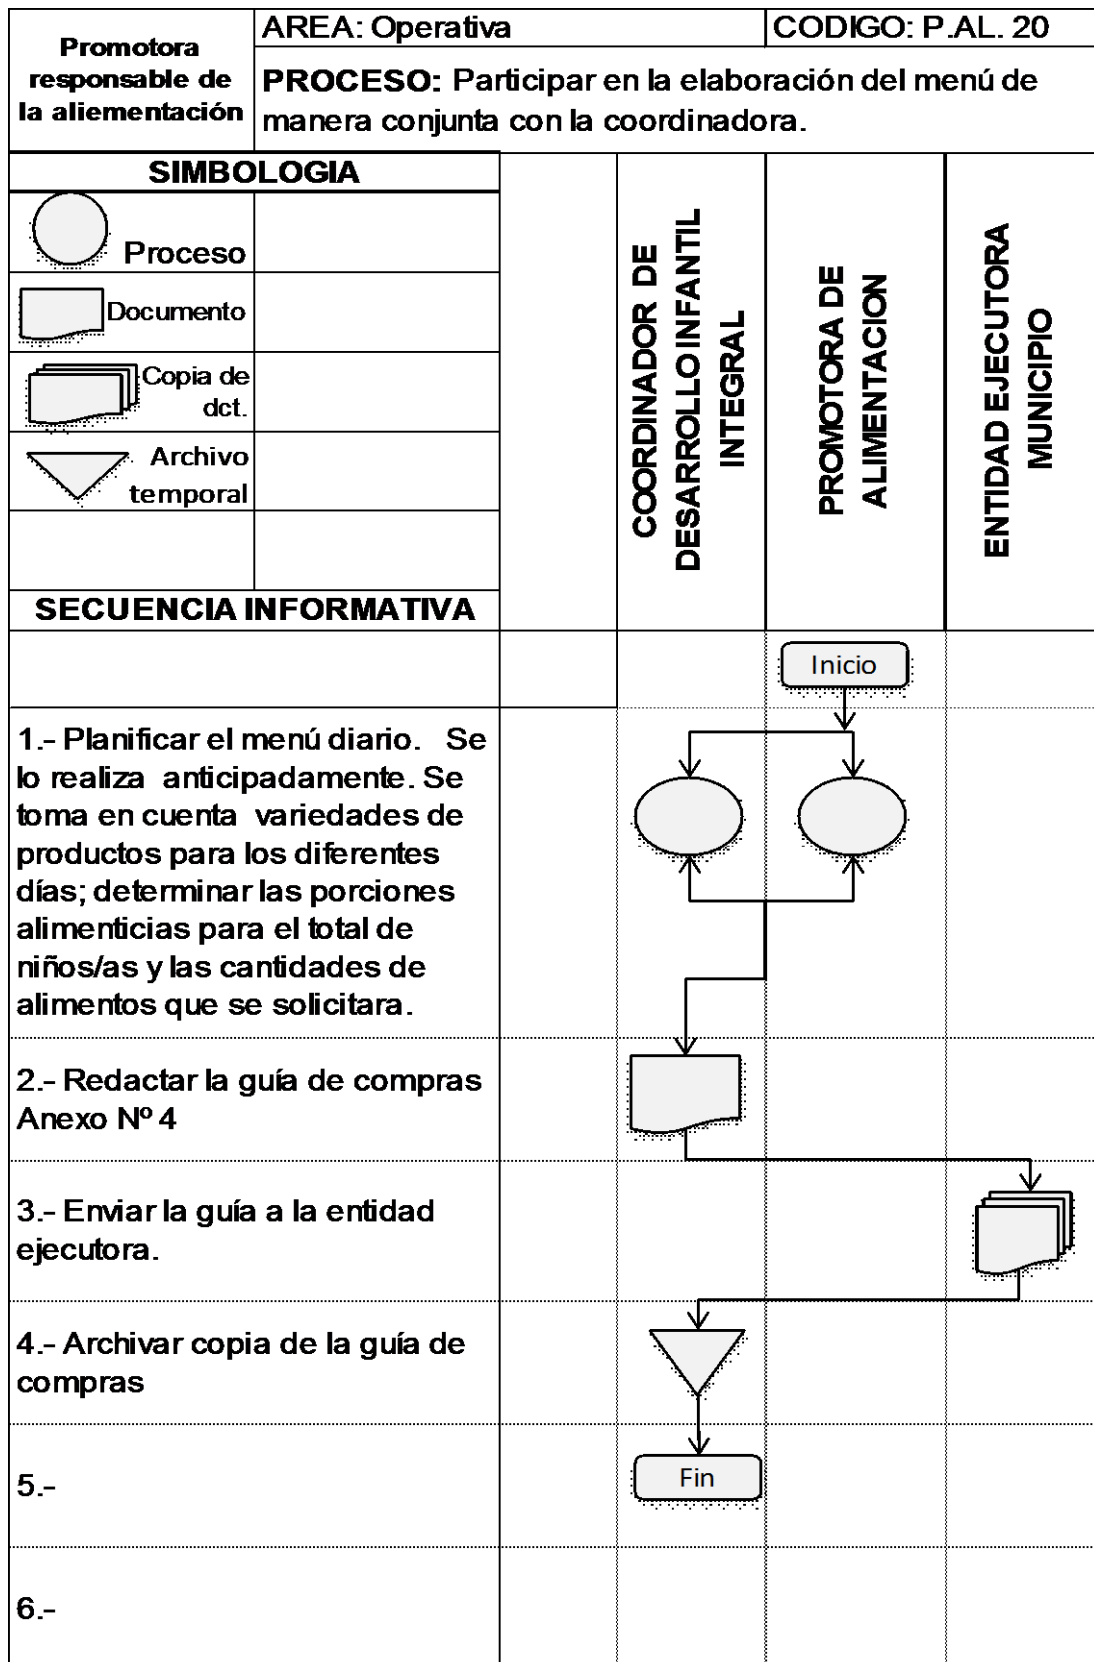 Promotora
responsable de
la aliementación
AREA: Operativa
CODIGO: P.AL. 20
PROCESO: Participar en la elaboración del menú de
manera conjunta con la coordinadora.
SIMBOLOGIA
Proceso
Documento
Copia de
dct.
Archivo
temporal
COORDINADOR DE
DESARROLLO INFANTIL
INTEGRAL
PROMOTORA DE
ALIMENTACION
ENTIDAD EJECUTORA
MUNICIPIO
SECUENCIA INFORMATIVA
Inicio
1.- Planificar el menú diario. Se
lo realiza anticipadamente. Se
toma en cuenta variedades de
productos para los diferentes
días; determinar las porciones
alimenticias para el total de
niños/as y las cantidades de
alimentos que se solicitara.
2.- Redactar la guía de compras
Anexo Nº 4
3.- Enviar la guía a la entidad
ejecutora.
4.- Archivar copia de la guía de
compras
5.-
Fin
6.-